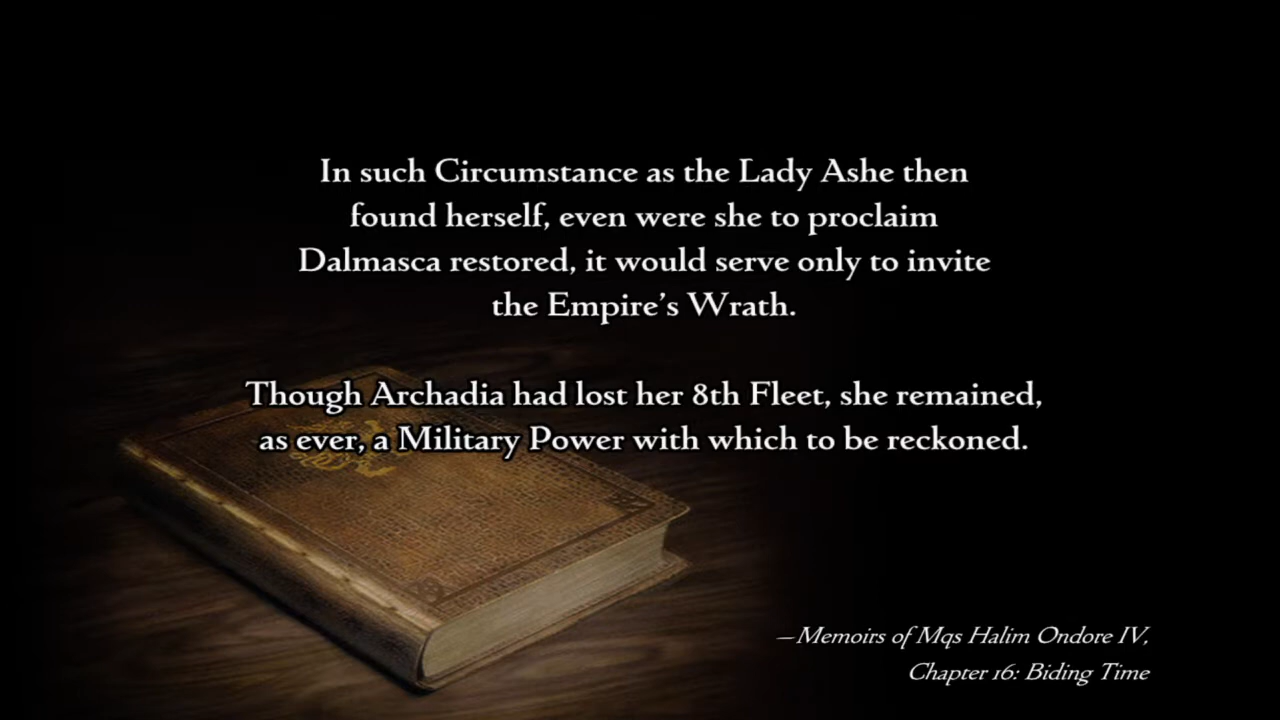 In such Circumstance as the Lady Ashe then
found herself, even were she to proclaim
Dalmasca restored, it would serve only to invite
the Empire's Wrath.
Though Archadia had lost her 8th Fleet, she remained,
as ever, a Military Power with which to be reckoned.
—Memoirs of Mqs Halim Ondore IV,
Chapter 16: Biding Time